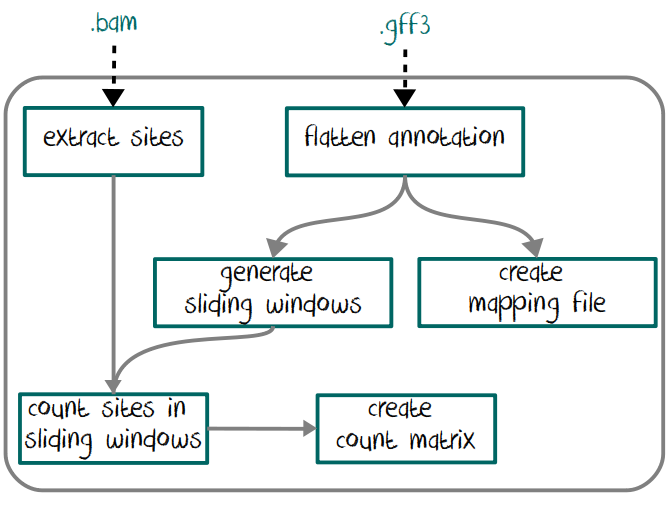 .bam
.gff3
extract sites
flatten annotation
generate
sliding windows
create
mapping file
count sites in
sliding windows
create
count matrix